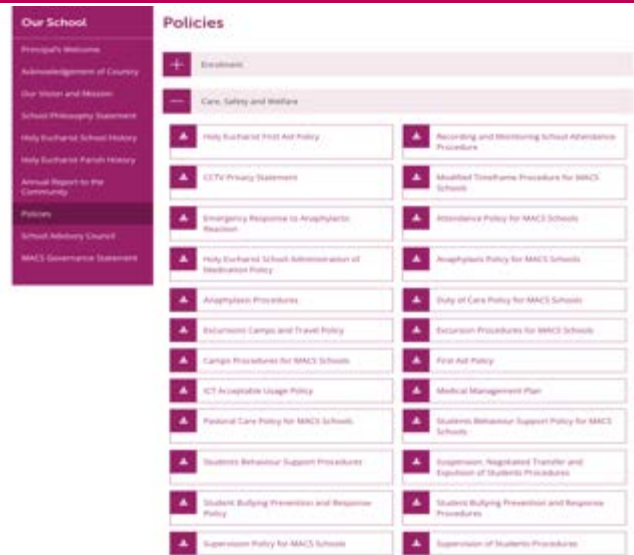 Our School
Principal's Welcome
Acknowledgement of Country
Our Vision and Mission
School Philosophy Statement
Holy Eucharist School History
Holy Eucharist Parish History
Annual Report to the
Community
Policies
School Advisory Council
MACS Governance Statement
Policies
Enrolment
Care, Safety and Welfare
Holy Eucharist First Aid Policy
Recording and Monitoring School Attendance
Procedure
CCTV Privacy Statement
Modified Timeframe Procedure for MACS
Schools
Emergency Response to Anaphylactic
Reaction
Attendance Policy for MACS Schools
Holy Eucharist School Administration of
Medication Policy
Anaphylaxis Policy for MACS Schools
Anaphylaxis Procedures
Duty of Care Policy for MACS Schools
Excursions Camps and Travel Policy
Excursion Procedures for MACS Schools
Camps Procedures for MACS Schools
First Aid Policy
ICT Acceptable Usage Policy
Medical Management Plan
Pastoral Care Policy for MACS Schools
Students Behaviour Support Policy for MACS
Schools
Students Behaviour Support Procedures
Suspension, Negotiated Transfer and
Expulsion of Students Procedures
Student Bullying Prevention and Response
Policy
Student Bullying Prevention and Response
Procedures
Supervision Policy for MACS Schools
Supervision of Students Procedures